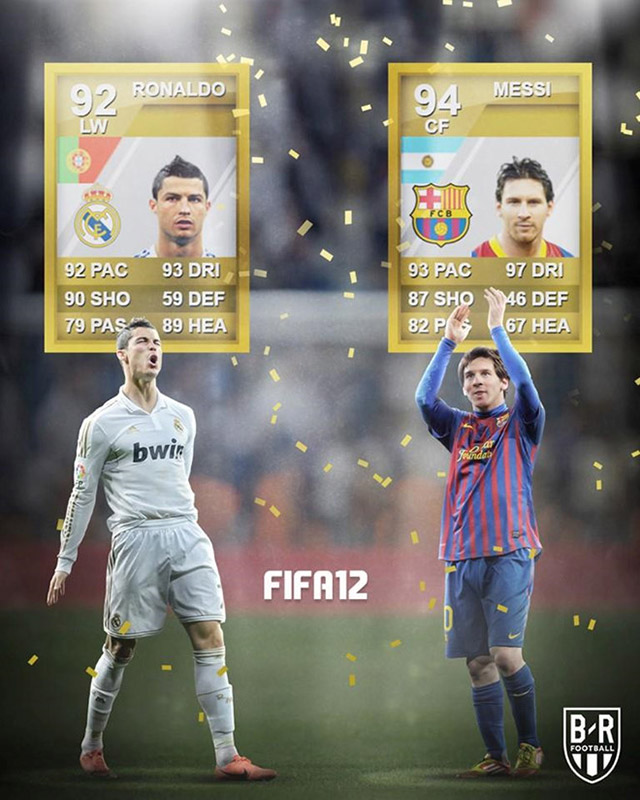 92 RONALDO
LW
92 PAC 93 DRI
90 SHO 59 DEF
79 PAS 89 HEA
94 MESSI
CF
FCB
93 PAC 97 DRI
87 SHO 46 DEF
82 67 HEA
bwin
FIFA12
B-R
FOOTBALL